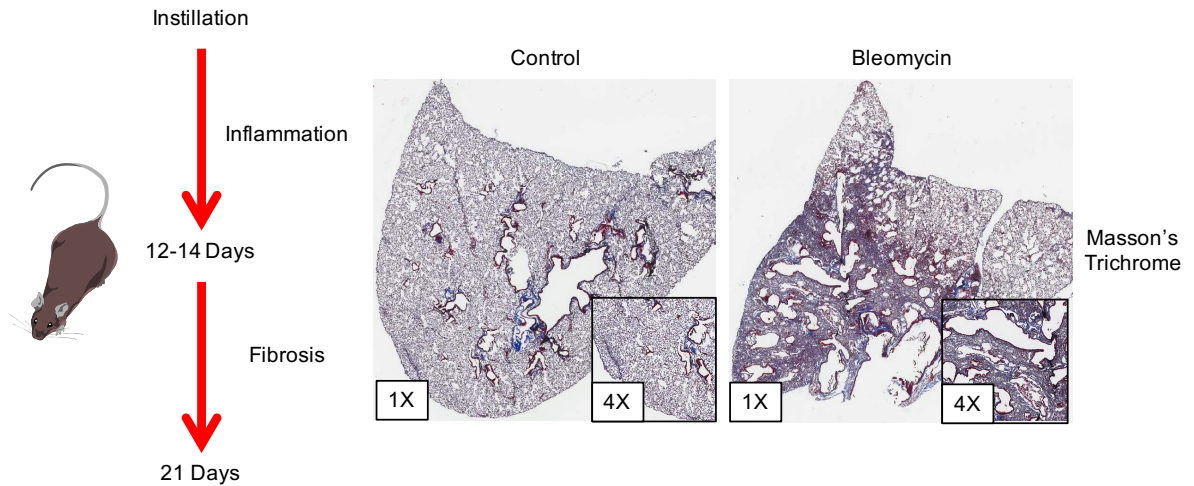 Instillation
Inflammation
12-14 Days
Fibrosis
21 Days
Control
Bleomycin
1X
4X
1X
4X
Masson’s
Trichrome